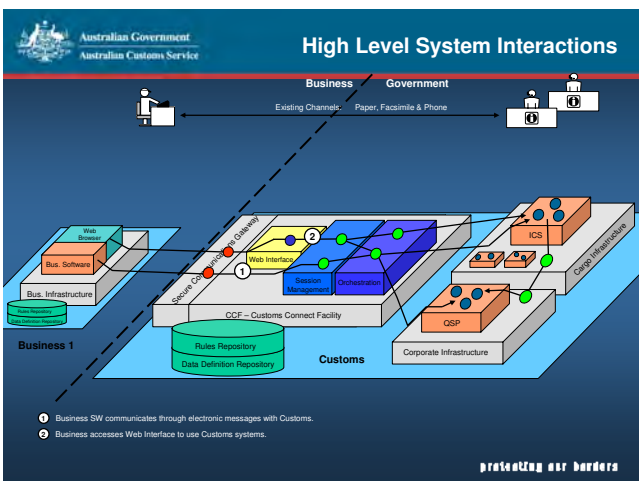 Australian Government
Australian Customs Service
High Level System Interactions
Business Government
Existing Channels: Paper, Facsimile & Phone
Web
Browser
Bus. Software
Bus. Infrastructure
Rules Repository
Data Definition Repository
Business 1
Secure Communications Gateway
Web Interface
2
1
Session
Management
Orchestration
CCF – Customs Connect Facility
Rules Repository
Data Definition Repository
Customs
ICS
Cargo Infrastructure
QSP
Corporate Infrastructure
1 Business SW communicates through electronic messages with Customs.
2 Business accesses Web Interface to use Customs systems.
protecting our borders